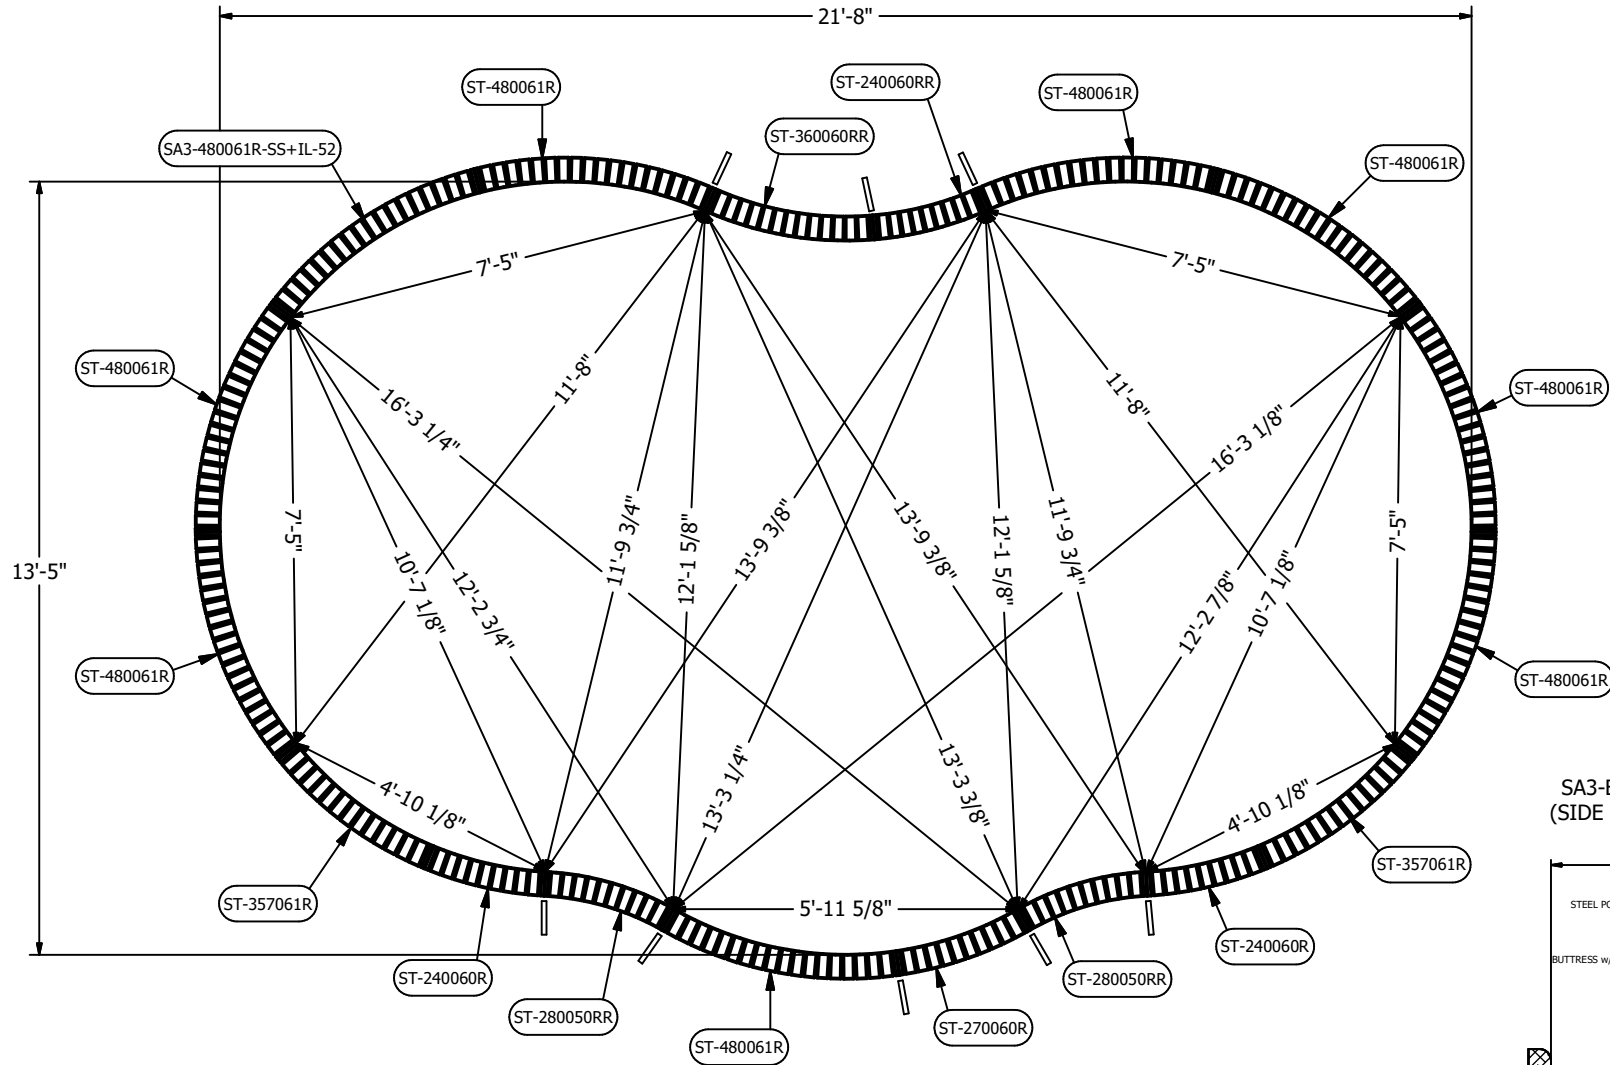 21'-8"
ST-480061R
ST-240060RR
ST-480061R
SA3-480061R-SS+IL-52
ST-360060RR
ST-480061R
7'-5"
7'-5"
ST-480061R
11'-8"
16'-3 1/4"
11'-8"
16'-3 1/8"
ST-480061R
13'-5"
7'-5"
10'-7 1/8"
12'-2 3/4"
11'-9 3/4"
12'-1 5/8"
13'-9 3/8"
13'-9 3/8"
12'-1 5/8"
11'-9 3/4"
12'-2 7/8"
10'-7 1/8"
7'-5"
ST-480061R
ST-480061R
13'-3 1/4"
13'-3 3/8"
4'-10 1/8"
4'-10 1/8"
SA3-
(SIDE
ST-357061R
ST-357061R
5'-11 5/8"
STEEL
BUTTRESS w/
ST-240060R
ST-280050RR
ST-480061R
ST-270060R
ST-280050RR
ST-240060R